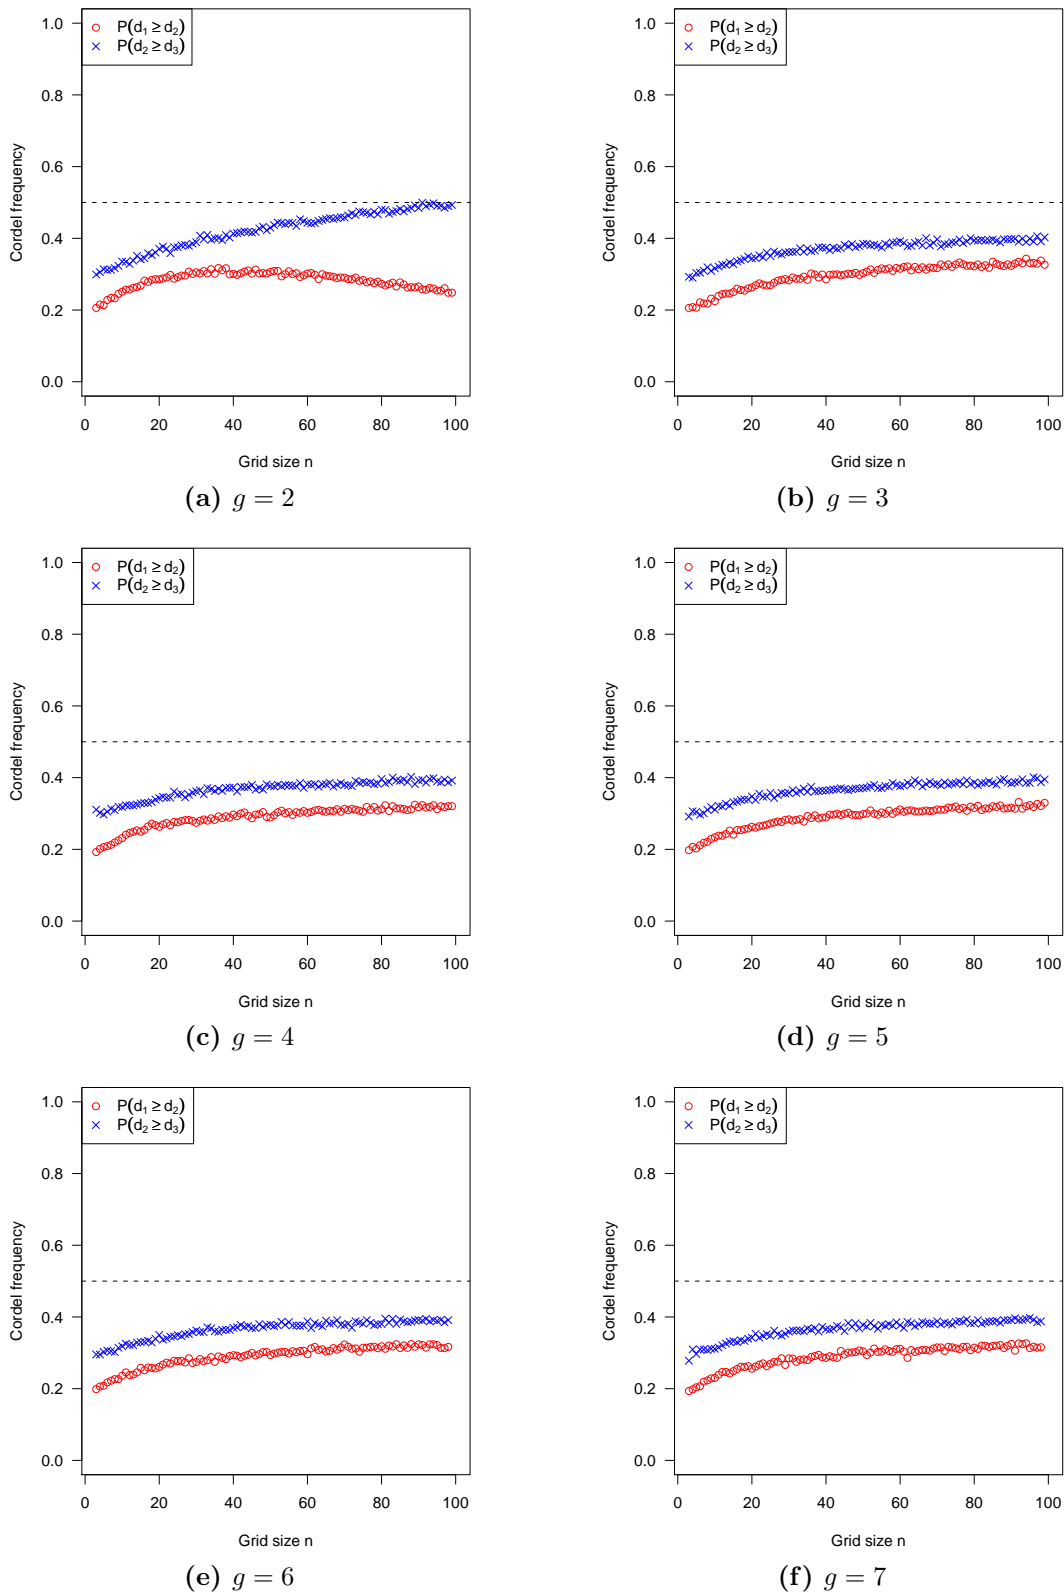 P(d₁ ≥ d₂)
P(d₂ ≥ d₃)
1.0
0.8
0.6
0.4
0.2
0.0
Cordel frequency
0 20 40 60 80 100
Grid size n
(a) g = 2
P(d₁ ≥ d₂)
P(d₂ ≥ d₃)
1.0
0.8
0.6
0.4
0.2
0.0
Cordel frequency
0 20 40 60 80 100
Grid size n
(b) g = 3
P(d₁ ≥ d₂)
P(d₂ ≥ d₃)
1.0
0.8
0.6
0.4
0.2
0.0
Cordel frequency
0 20 40 60 80 100
Grid size n
(c) g = 4
P(d₁ ≥ d₂)
P(d₂ ≥ d₃)
1.0
0.8
0.6
0.4
0.2
0.0
Cordel frequency
0 20 40 60 80 100
Grid size n
(d) g = 5
P(d₁ ≥ d₂)
P(d₂ ≥ d₃)
1.0
0.8
0.6
0.4
0.2
0.0
Cordel frequency
0 20 40 60 80 100
Grid size n
(e) g = 6
P(d₁ ≥ d₂)
P(d₂ ≥ d₃)
1.0
0.8
0.6
0.4
0.2
0.0
Cordel frequency
0 20 40 60 80 100
Grid size n
(f) g = 7